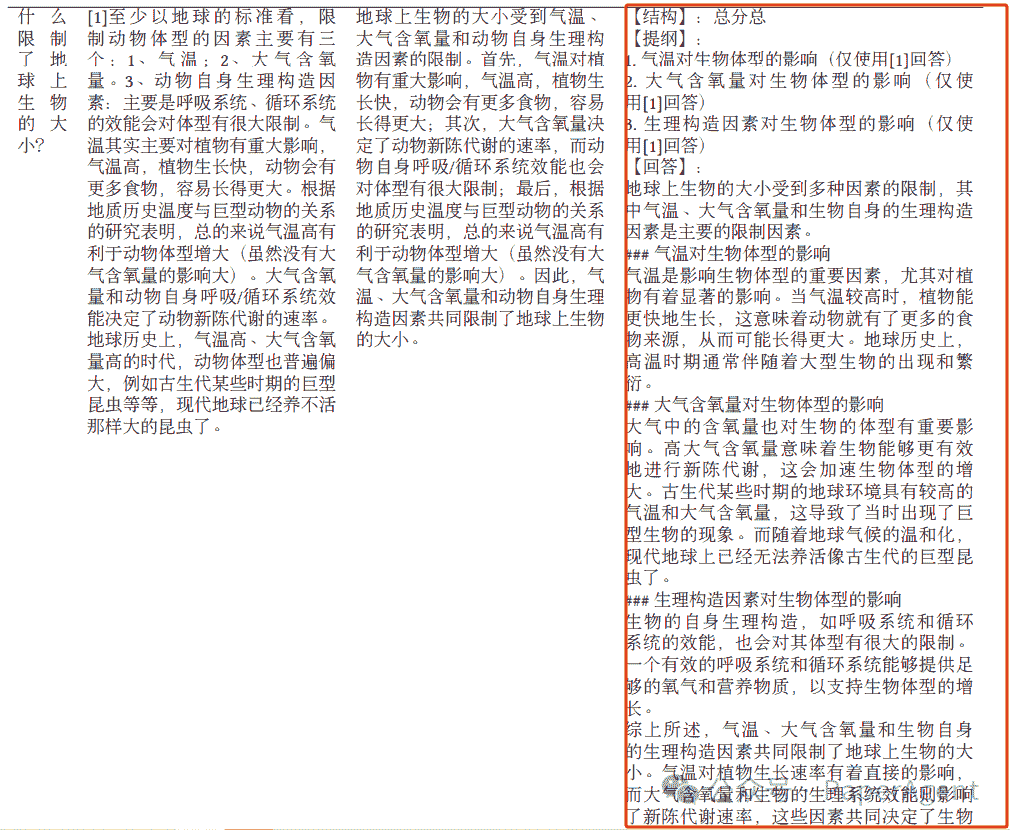 什么
限制
了地
球上
生物
的大
小?
[1]至少以地球的标准看，限
制动物体型的因素主要有三
个：1、气温；2、大气含氧
量。3、动物自身生理构造因
素：主要是呼吸系统、循环系统
的效能会对体型有很大限制。气
温其实主要对植物有重大影响，
气温高，植物生长快，动物会有
更多食物，容易长得更大。根据
地质历史温度与巨型动物的关系
的研究表明，总的来说气温高有
利于动物体型增大（虽然没有大
气含氧量的影响大）。大气含氧
量和动物自身呼吸/循环系统效
能决定了动物新陈代谢的速率。
地球历史上，气温高、大气含氧
量高的时代，动物体型也普遍偏
大，例如古生代某些时期的巨型
昆虫等等，现代地球已经养不活
那样大的昆虫了。
地球上生物的大小受到气温、
大气含氧量和动物自身生理构
造因素的限制。首先，气温对植
物有重大影响，气温高，植物生
长快，动物会有更多食物，容易
长得更大；其次，大气含氧量决
定了动物新陈代谢的速率，而动
物自身呼吸/循环系统效能也会
对体型有很大限制；最后，根据
地质历史温度与巨型动物的关系
的研究表明，总的来说气温高有
利于动物体型增大（虽然没有大
气含氧量的影响大）。因此，气
温、大气含氧量和动物自身生理
构造因素共同限制了地球上生物
的大小。
【结构】：总分总
【提纲】：
1. 气温对生物体型的影响（仅使用[1]回答）
2. 大气含氧量对生物体型的影响（仅使
用[1]回答）
3. 生理构造因素对生物体型的影响（仅使
用[1]回答）
【回答】：
地球上生物的大小受到多种因素的限制，其
中气温、大气含氧量和生物自身的生理构造
因素是主要的限制因素。
### 气温对生物体型的影响
气温是影响生物体型的重要因素，尤其对植
物有着显著的影响。当气温较高时，植物能
更快地生长，这意味着动物就有了更多的食
物来源，从而可能长得更大。地球历史上，
高温时期通常伴随着大型生物的出现和繁
衍。
### 大气含氧量对生物体型的影响
大气中的含氧量也对生物的体型有重要影
响。高大气含氧量意味着生物能够更有效
地进行新陈代谢，这会加速生物体型的增
大。古生代某些时期的地球环境具有较高的
气温和大气含氧量，这导致了当时出现了巨
型生物的现象。而随着地球气候的温和化，
现代地球上已经无法养活像古生代的巨型昆
虫了。
### 生理构造因素对生物体型的影响
生物的自身生理构造，如呼吸系统和循环
系统的效能，也会对其体型有很大的限制。
一个有效的呼吸系统和循环系统能够提供足
够的氧气和营养物质，以支持生物体型的增
长。
综上所述，气温、大气含氧量和生物自身
的生理构造因素共同限制了地球上生物的大
小。气温对植物生长速率有着直接的影响，
而大气含氧量和生物的生理系统效能则影响
了新陈代谢速率，这些因素共同决定了生物
公众号 · PaperAgent